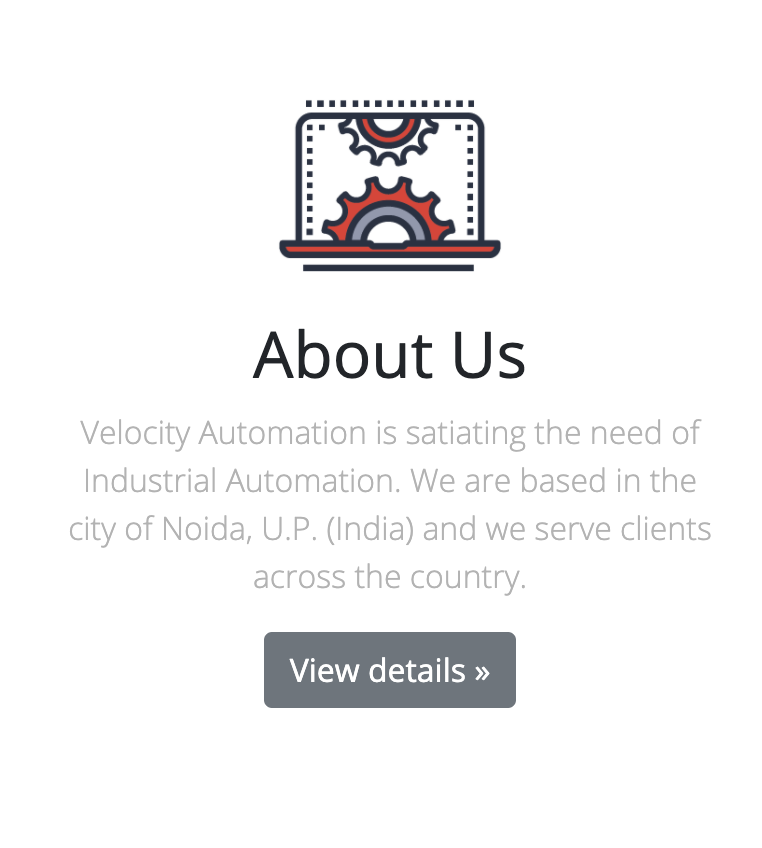 About Us
Velocity Automation is satiating the need of
Industrial Automation. We are based in the
city of Noida, U.P. (India) and we serve clients
across the country.
View details »